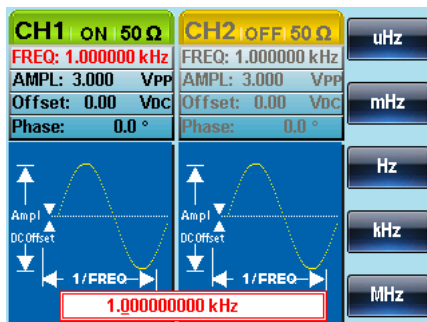 CH1 ON 50 Ω
FREQ: 1.000000 kHz
AMPL: 3.000 VPP
Offset: 0.00 VDC
Phase: 0.0 °
CH2 OFF 50 Ω
FREQ: 1.000000 kHz
AMPL: 3.000 VPP
Offset: 0.00 VDC
Phase: 0.0 °
Ampl
DC Offset
1/FREQ
Ampl
DC Offset
1/FREQ
1.000000000 kHz
uHz
mHz
Hz
kHz
MHz